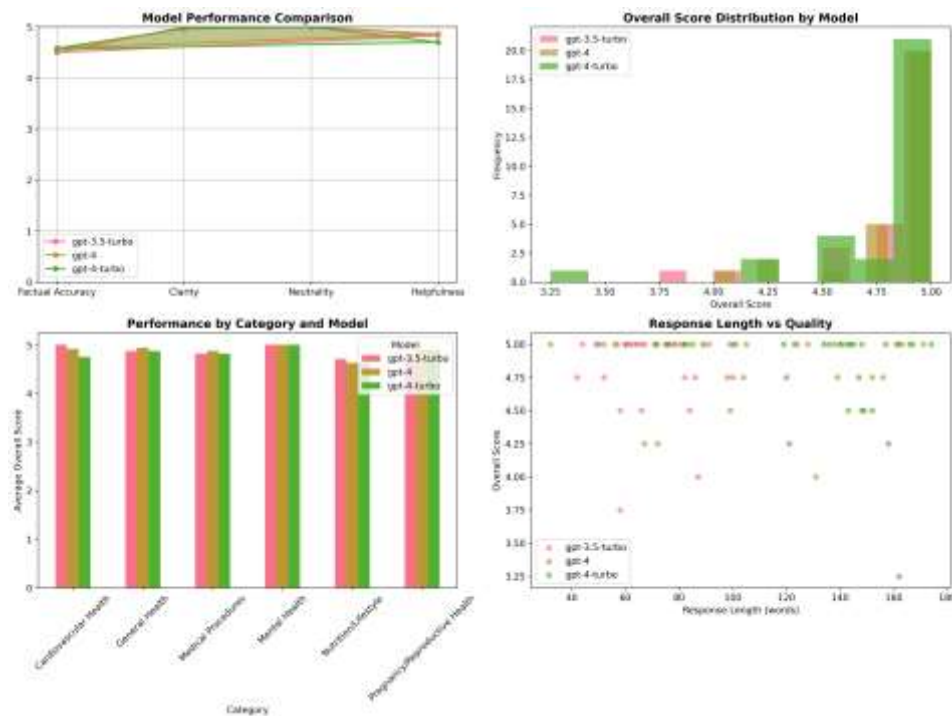 Model Performance Comparison
5
4
3
2
1
0
gpt-3.5-turbo
gpt-4
gpt-4-turbo
Factual Accuracy
Clarity
Neutrality
Helpfulness
Overall Score Distribution by Model
gpt-3.5-turbo
gpt-4
gpt-4-turbo
Frequency
20.0
17.5
15.0
12.5
10.0
7.5
5.0
2.5
0.0
3.25 3.50 3.75 4.00 4.25 4.50 4.75 5.00
Overall Score
Performance by Category and Model
Average Overall Score
5
4
3
2
1
0
Model
gpt-3.5-turbo
gpt-4
gpt-4-turbo
Cardiovascular Health
General Health
Medical Procedures
Mental Health
Nutrition/Lifestyle
Pregnancy/Reproductive Health
Category
Response Length vs Quality
Overall Score
5.00
4.75
4.50
4.25
4.00
3.75
3.50
3.25
gpt-3.5-turbo
gpt-4
gpt-4-turbo
40 60 80 100 120 140 160 180
Response Length (words)